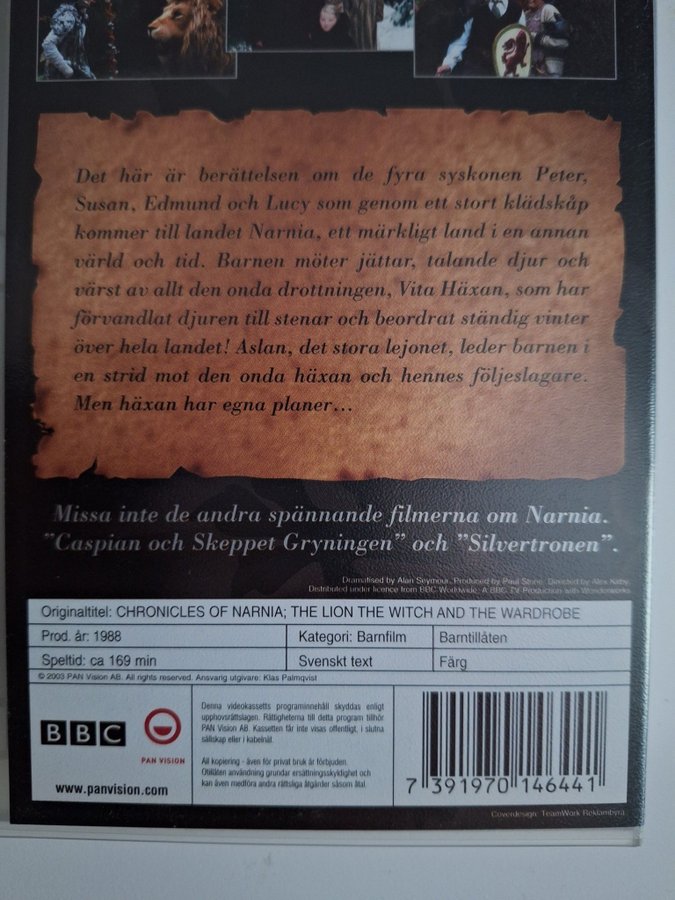 Det här är berättelsen om de fyra syskonen Peter,
Susan, Edmund och Lucy som genom ett stort klädskåp
kommer till landet Narnia, ett märkligt land i en annan
värld och tid. Barnen möter jättar, talande djur och
värst av allt den onda drottningen, Vita Häxan, som har
förvandlat djuren till stenar och beordrat ständig vinter
över hela landet! Aslan, det stora lejonet, leder barnen i
en strid mot den onda häxan och hennes följeslagare.
Men häxan har egna planer...
Missa inte de andra spännande filmerna om Narnia.
"Caspian och Skeppet Gryningen" och "Silvertronen".
Dramatised by Alan Seymour, Produced by Paul Stone, Directed by Alex Kirby.
Distributed under licence from BBC Worldwide. A BBC TV Production with Wonderworks
Originaltitel: CHRONICLES OF NARNIA; THE LION THE WITCH AND THE WARDROBE
Prod. år: 1988 Kategori: Barnfilm Barntillåten
Speltid: ca 169 min Svenskt text Färg
© 2003 PAN Vision AB. All rights reserved. Ansvarig utgivare: Klas Palmqvist
BBC
PAN VISION
www.panvision.com
Denna videokassetts programinnehåll skyddas enligt
upphovsrättslagen. Rättigheterna till detta program tillhör
PAN Vision AB. Kassetten får inte visas offentligt, i slutna
sällskap eller i kabelnät.
All kopiering - även för privat bruk är förbjuden.
Otillåten användning grundar ersättningsskyldighet och
kan även medföra andra rättsliga åtgärder såsom åtal.
7 391970 146441
Coverdesign: TeamWork Reklambyrå